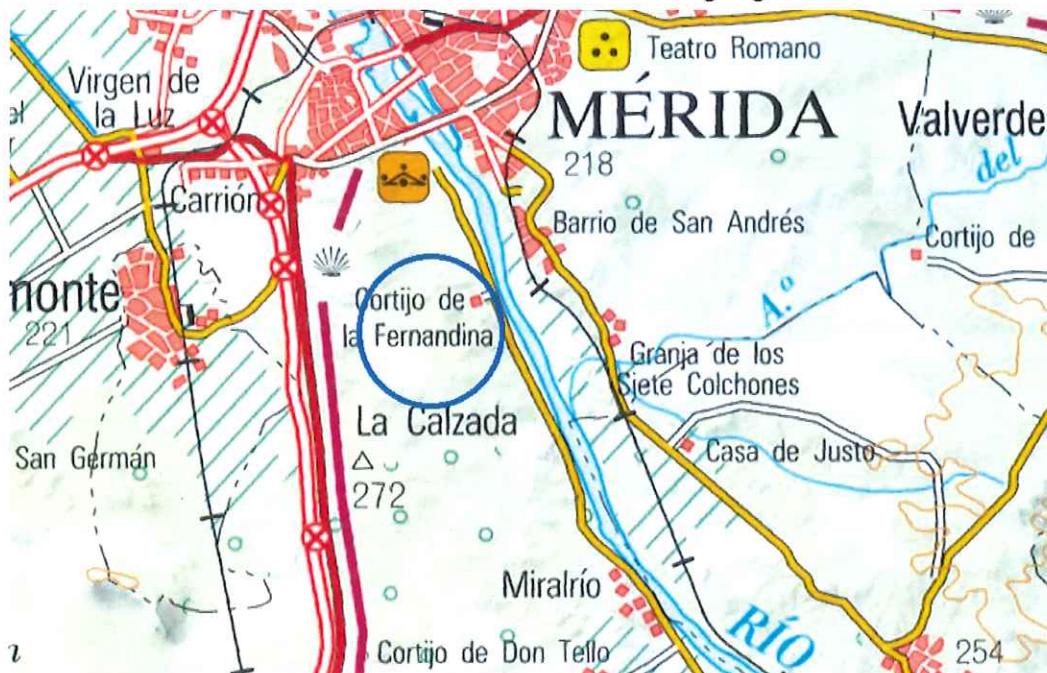 Teatro Romano
Virgen de
la Luz
MÉRIDA
218
Valverde
del
Carrión
Barrio de San Andrés
Cortijo de
monte
221
Cortijo de
la Fernandina
A.º
Granja de los
Siete Colchones
La Calzada
272
San Germán
Casa de Justo
Miralrío
RÍO
Cortijo de Don Tello
254